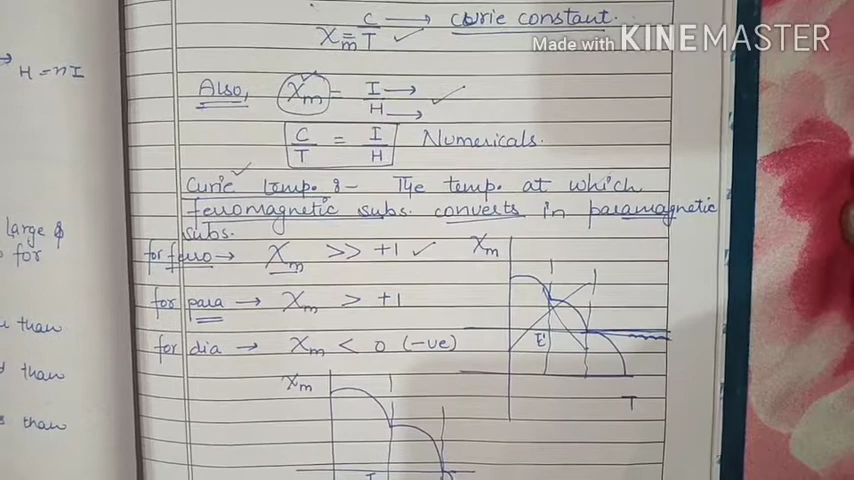 C → curie constant.
χm = T ✓
Made with KINEMASTER
→ H = nI
Also, χm = I →
H →
C/T = I/H Numericals.
Curie temp. :- The temp. at which
ferromagnetic subs. converts in paramagnetic
subs.
large &
for
for ferro → χm >> +1 ✓
χm
for para → χm > +1
than
for dia → χm < 0 (-ve)
than
T
χm
than